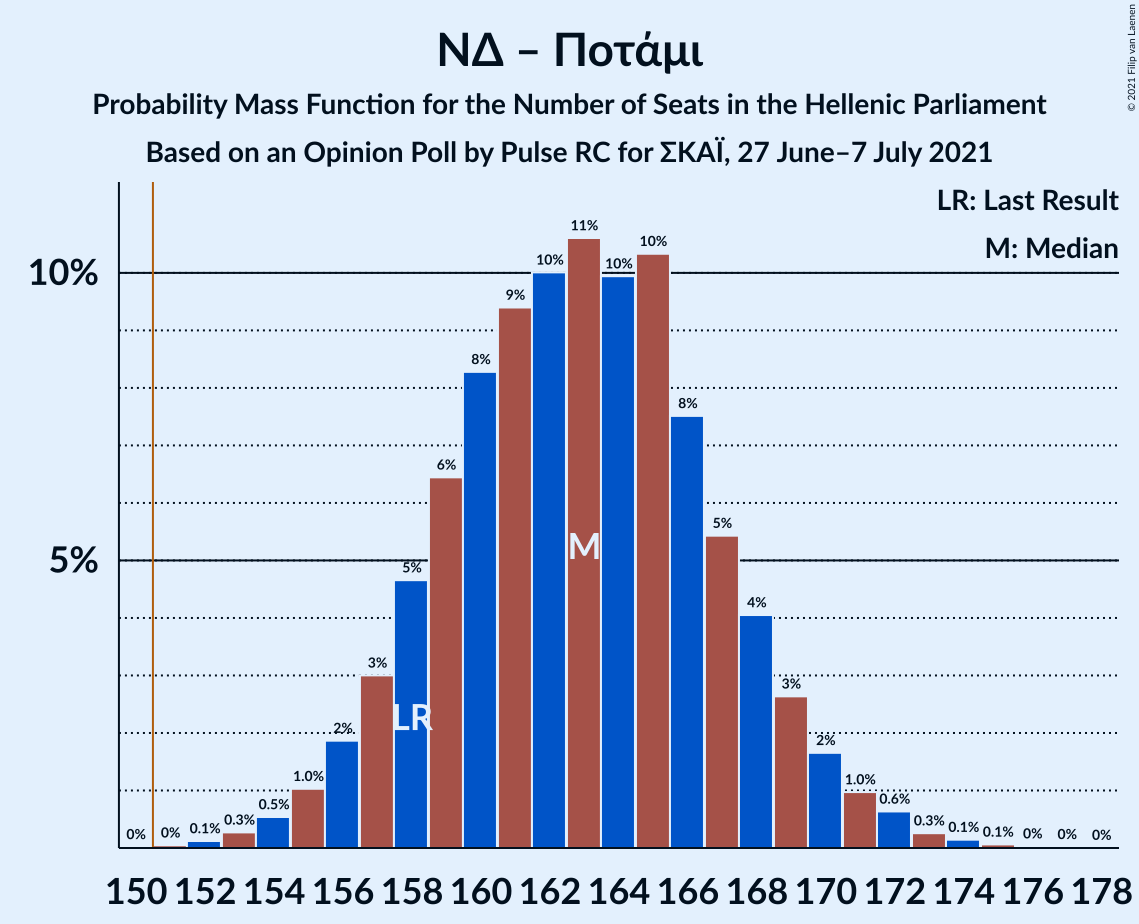 ΝΔ – Ποτάμι
Probability Mass Function for the Number of Seats in the Hellenic Parliament
Based on an Opinion Poll by Pulse RC for ΣΚΑΪ, 27 June–7 July 2021
© 2021 Filip van Laenen
LR: Last Result
M: Median
10%
5%
0% 0% 0.1% 0.3% 0.5% 1.0% 2% 3% 5% 6% 8% 9% 10% 11% 10% 10% 8% 5% 4% 3% 2% 1.0% 0.6% 0.3% 0.1% 0.1% 0% 0% 0%
M
LR
150 152 154 156 158 160 162 164 166 168 170 172 174 176 178